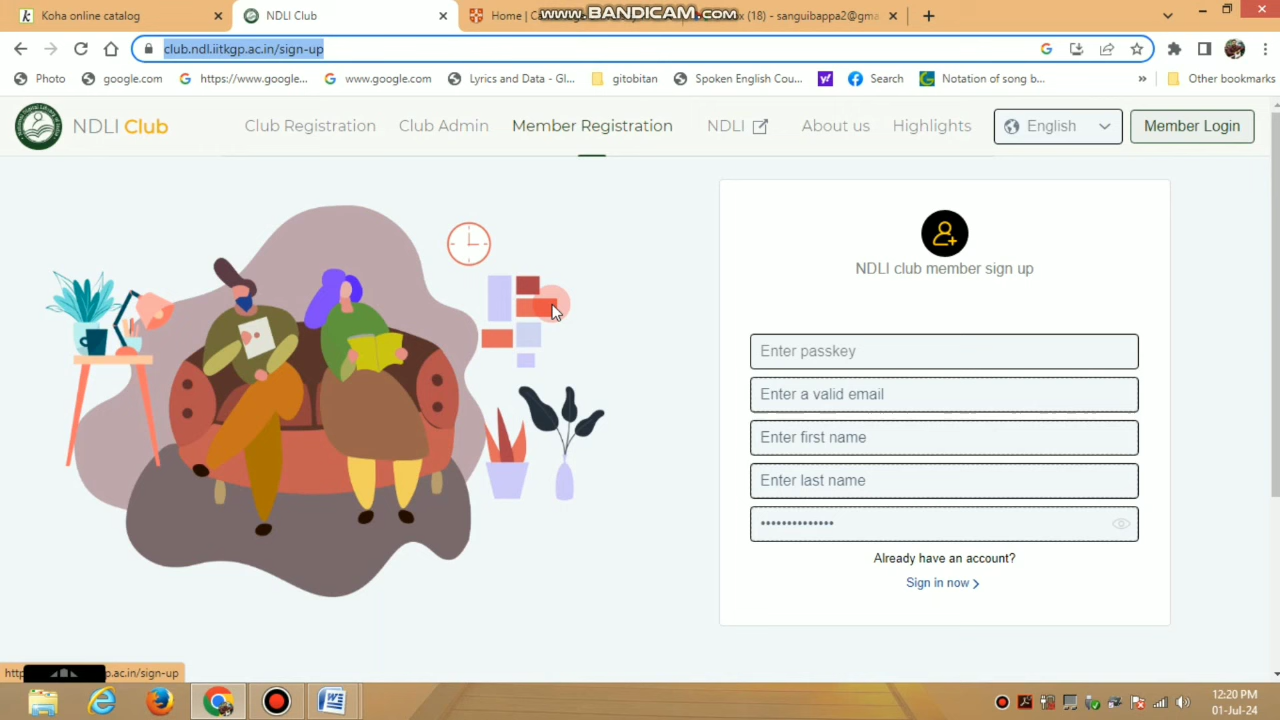 Koha online catalog
NDLI Club
Home | C
www.BANDICAM.com
x (18) - sanguibappa2@gma
club.ndl.iitkgp.ac.in/sign-up
Photo
google.com
https://www.google...
www.google.com
Lyrics and Data - Gl...
gitobitan
Spoken English Cou...
Search
Notation of song b...
»
Other bookmarks
NDLI Club
Club Registration
Club Admin
Member Registration
NDLI
About us
Highlights
English
Member Login
NDLI club member sign up
Enter passkey
Enter a valid email
Enter first name
Enter last name
••••••••••••••
Already have an account?
Sign in now >
http
p.ac.in/sign-up
12:20 PM
01-Jul-24